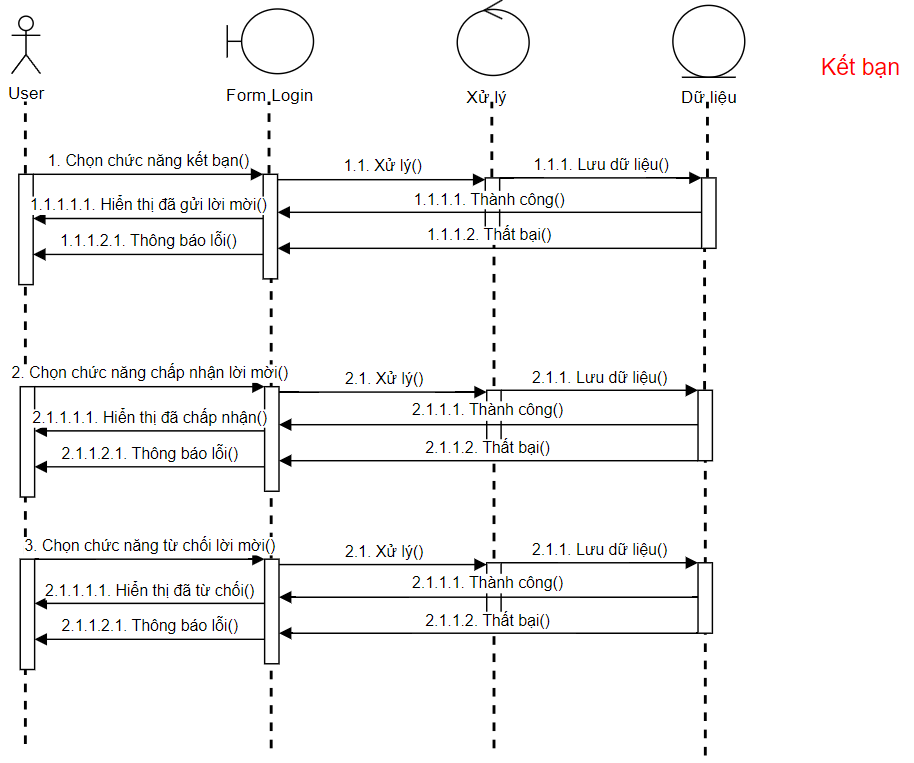 Kết bạn
User
Form Login
Xử lý
Dữ liệu
1. Chọn chức năng kết bạn()
1.1. Xử lý()
1.1.1. Lưu dữ liệu()
1.1.1.1. Thành công()
1.1.1.1.1. Hiển thị đã gửi lời mời()
1.1.1.2. Thất bại()
1.1.1.2.1. Thông báo lỗi()
2. Chọn chức năng chấp nhận lời mời()
2.1. Xử lý()
2.1.1. Lưu dữ liệu()
2.1.1.1. Thành công()
2.1.1.1.1. Hiển thị đã chấp nhận()
2.1.1.2. Thất bại()
2.1.1.2.1. Thông báo lỗi()
3. Chọn chức năng từ chối lời mời()
2.1. Xử lý()
2.1.1. Lưu dữ liệu()
2.1.1.1. Thành công()
2.1.1.1.1. Hiển thị đã từ chối()
2.1.1.2. Thất bại()
2.1.1.2.1. Thông báo lỗi()